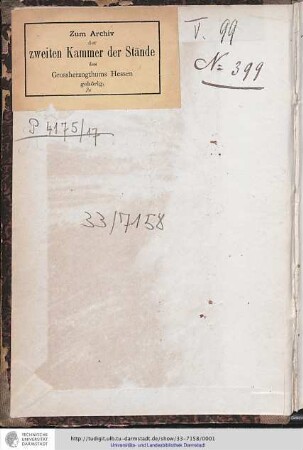 Zum Archiv
der
zweiten Kammer der Stände
des
Grossherzogthums Hessen
gehörig.
V. 99
№ 399
P 4175/17
33/7158
TECHNISCHE
UNIVERSITÄT
DARMSTADT
http://tudigit.ulb.tu-darmstadt.de/show/33-7158/0001
Universitäts- und Landesbibliothek Darmstadt